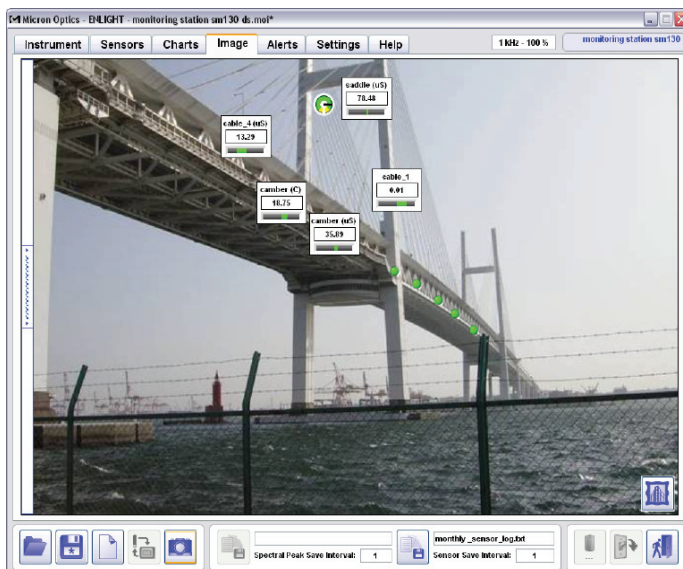 Micron Optics - ENLIGHT - monitoring station sm130 ds.moi*
Instrument
Sensors
Charts
Image
Alerts
Settings
Help
1 kHz - 100 %
monitoring station sm130
saddle (uS)
78.48
cable_4 (uS)
13.29
cable_1
0.01
camber (C)
18.75
camber (uS)
35.89
monthly _sensor_log.txt
Spectral Peak Save Interval: 1
Sensor Save Interval: 1
...